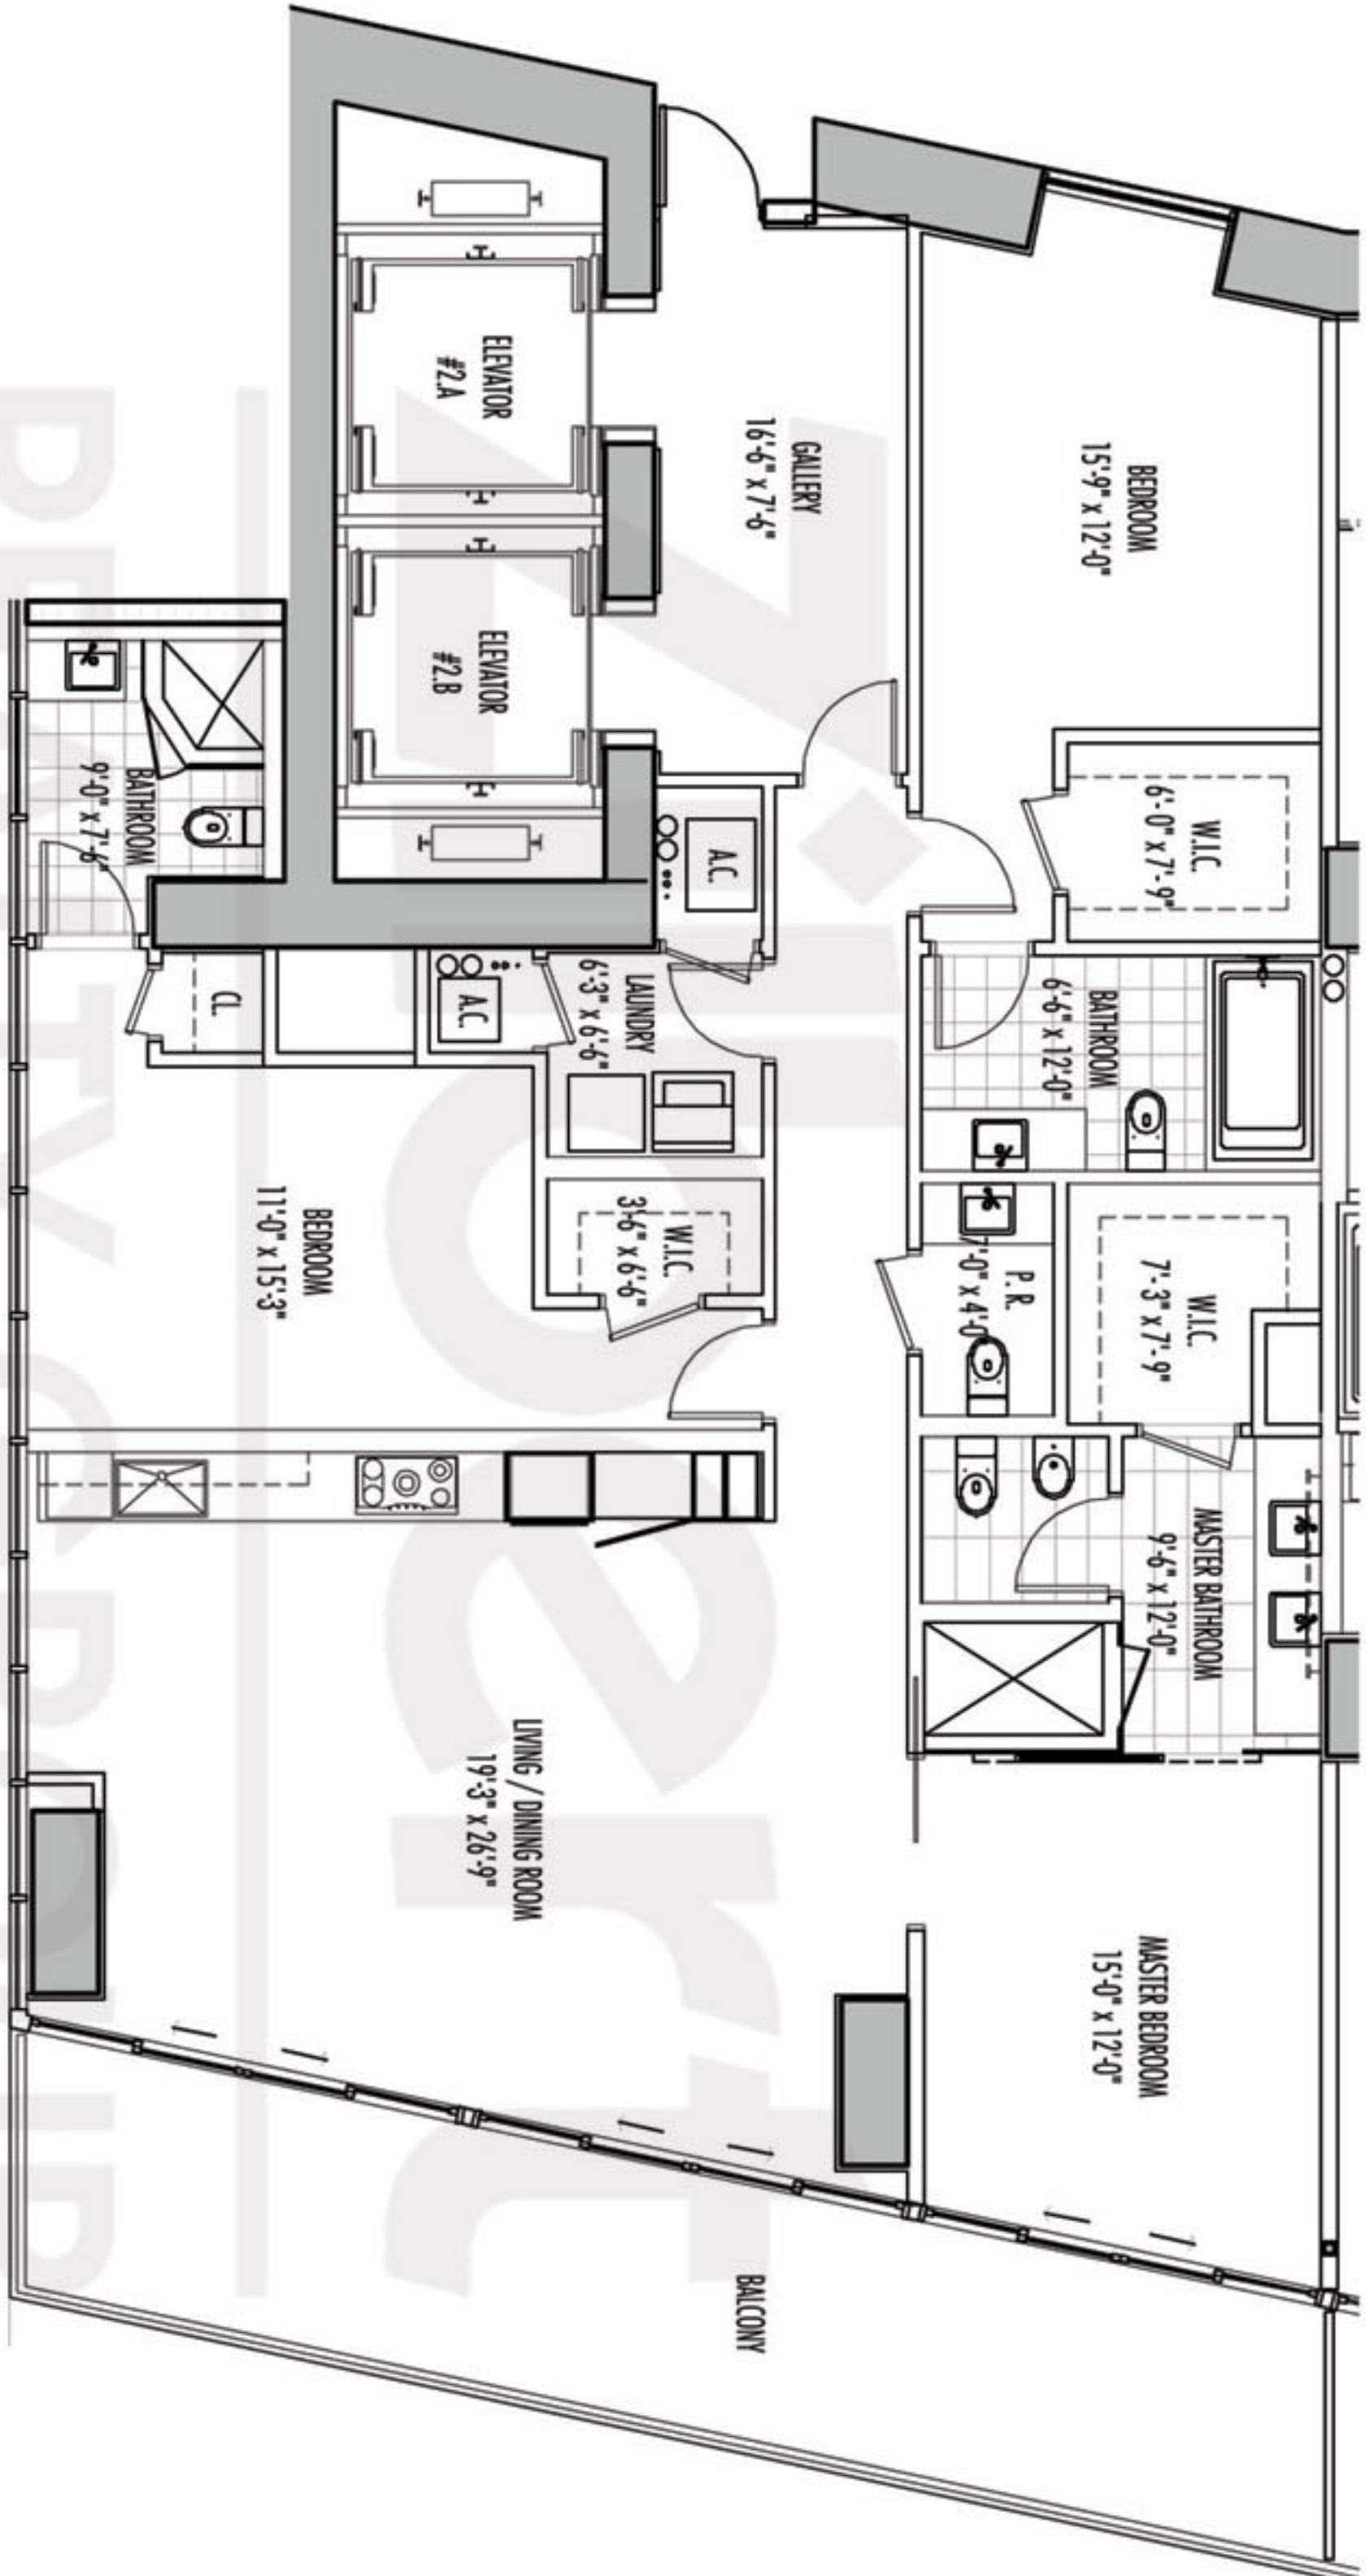 BEDROOM
15'-9" x 12'-0"
W.I.C.
6'-0" x 7'-9"
BATHROOM
6'-6" x 12'-0"
W.I.C.
7'-3" x 7'-9"
P. R.
7'-0" x 4'-0"
MASTER BATHROOM
9'-6" x 12'-0"
MASTER BEDROOM
15'-0" x 12'-0"
GALLERY
16'-6" x 7'-6"
ELEVATOR
#2.A
ELEVATOR
#2.B
A.C.
LAUNDRY
6'-3" x 6'-6"
A.C.
W.I.C.
3'-6" x 6'-6"
BATHROOM
9'-0" x 7'-6"
CL.
BEDROOM
11'-0" x 15'-3"
LIVING / DINING ROOM
19'-3" x 26'-9"
BALCONY
Zilbert
REALTY GROUP